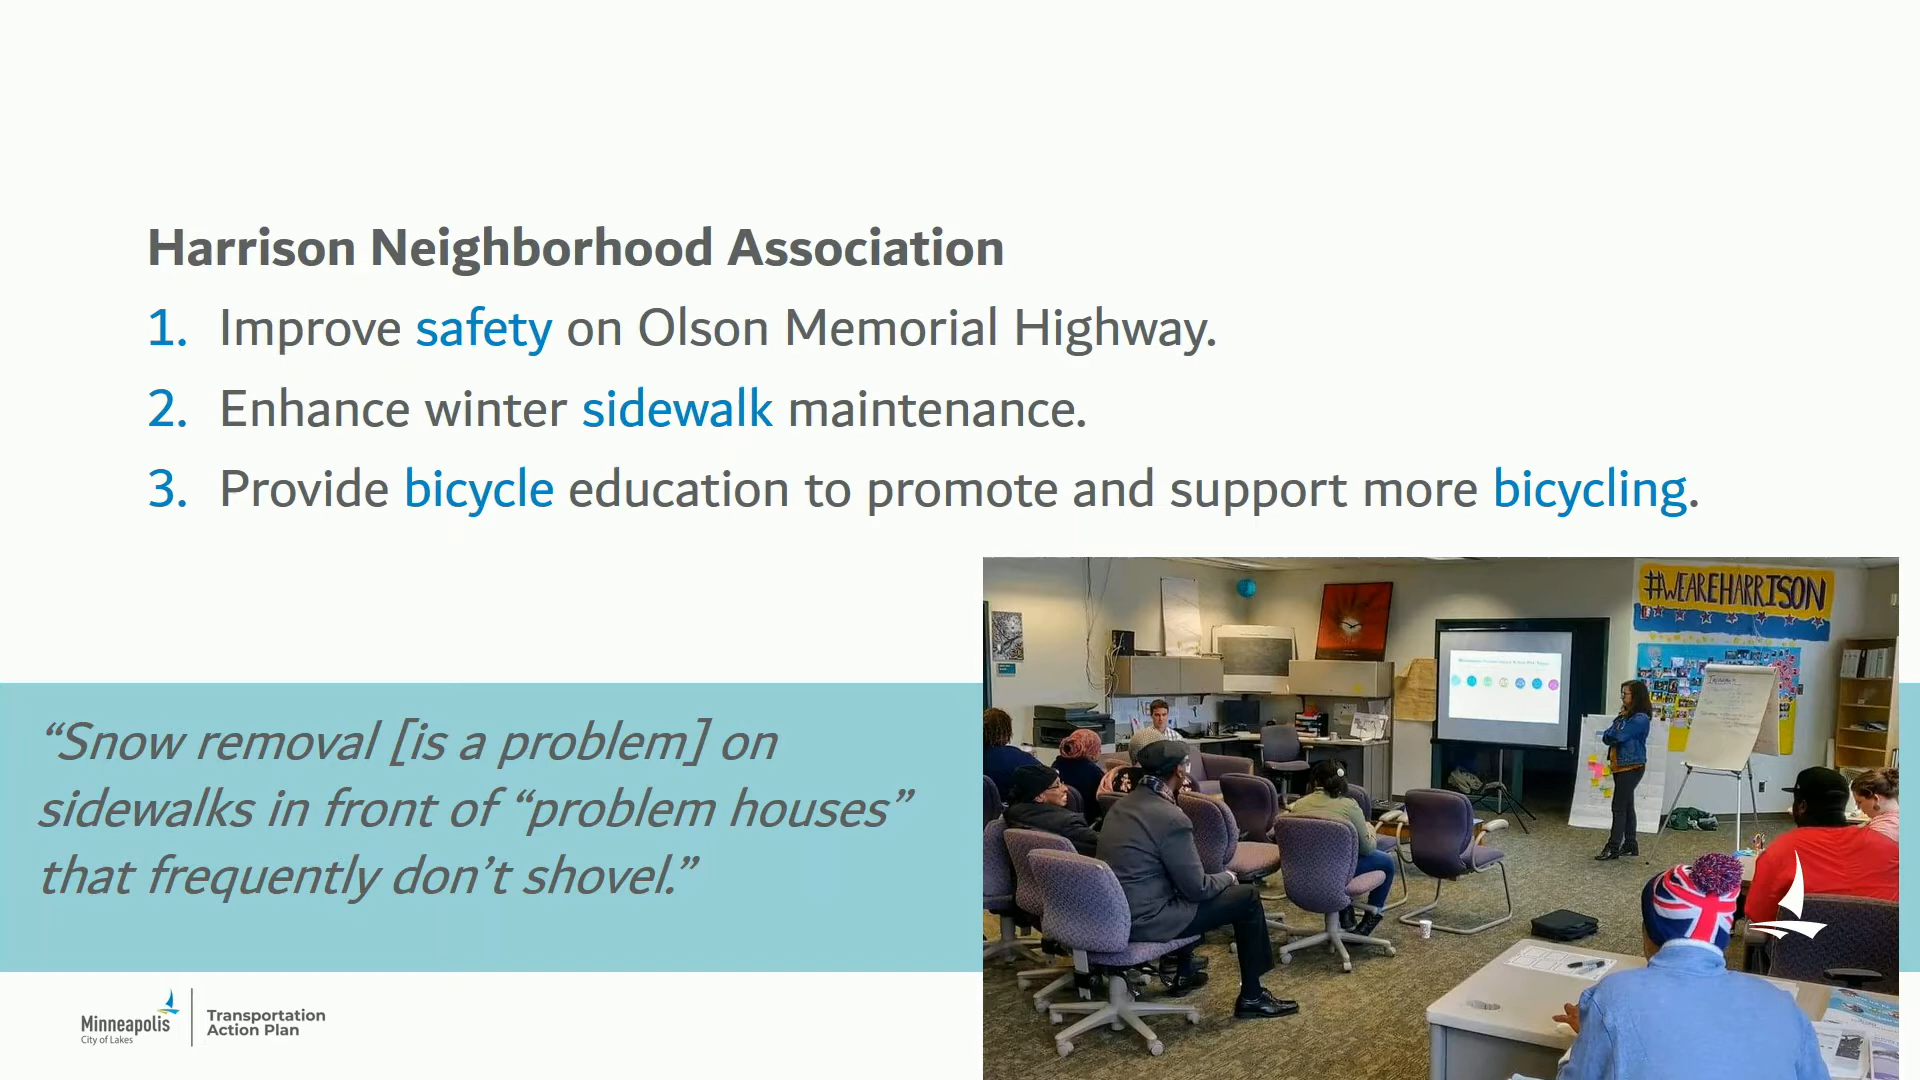 Harrison Neighborhood Association
1. Improve safety on Olson Memorial Highway.
2. Enhance winter sidewalk maintenance.
3. Provide bicycle education to promote and support more bicycling.
#WEAREHARRISON
“Snow removal [is a problem] on
sidewalks in front of “problem houses”
that frequently don’t shovel.”
Minneapolis
City of Lakes
Transportation
Action Plan